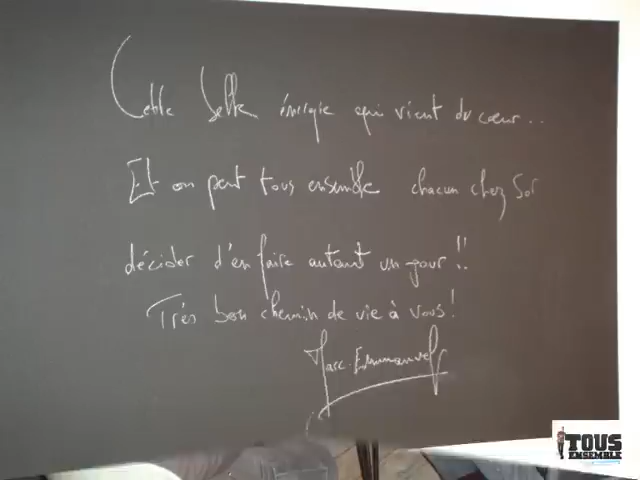 Cette belle énergie qui vient du cœur..
Et on peut tous ensemble chacun chez soi
décider d'en faire autant un jour !!
Très bon chemin de vie à vous !
Marc-Emmanuel
TOUS
ENSEMBLE